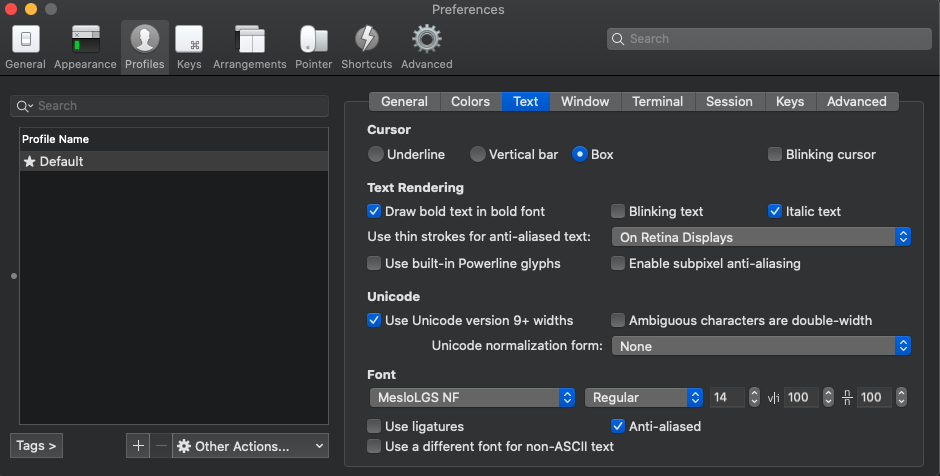 Preferences
General Appearance Profiles Keys Arrangements Pointer Shortcuts Advanced
Search
Search
Profile Name
Default
Tags >
Other Actions...
General Colors Text Window Terminal Session Keys Advanced
Cursor
Underline Vertical bar Box Blinking cursor
Text Rendering
Draw bold text in bold font Blinking text Italic text
Use thin strokes for anti-aliased text: On Retina Displays
Use built-in Powerline glyphs Enable subpixel anti-aliasing
Unicode
Use Unicode version 9+ widths Ambiguous characters are double-width
Unicode normalization form: None
Font
MesloLGS NF Regular 14 v|i 100 n/n 100
Use ligatures Anti-aliased
Use a different font for non-ASCII text